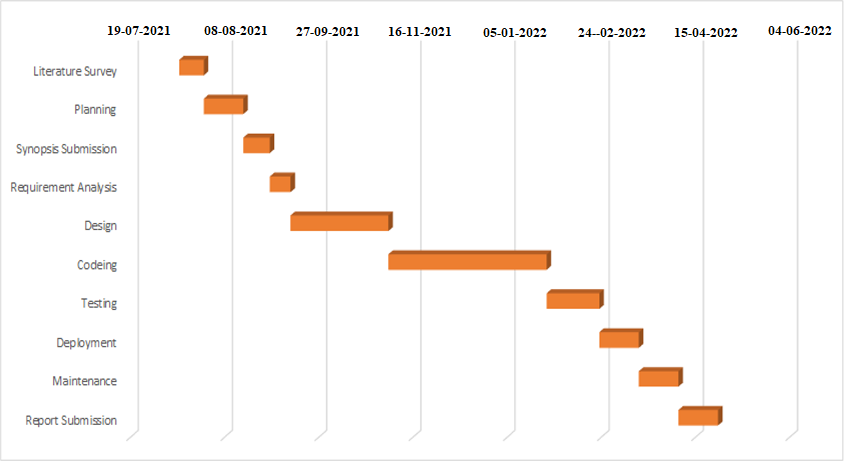 19-07-2021 08-08-2021 27-09-2021 16-11-2021 05-01-2022 24--02-2022 15-04-2022 04-06-2022
Literature Survey
Planning
Synopsis Submission
Requirement Analysis
Design
Codeing
Testing
Deployment
Maintenance
Report Submission